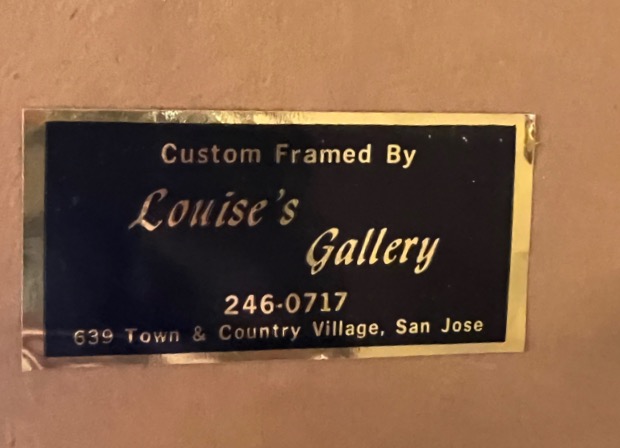 Custom Framed By
Louise's
Gallery
246-0717
639 Town & Country Village, San Jose